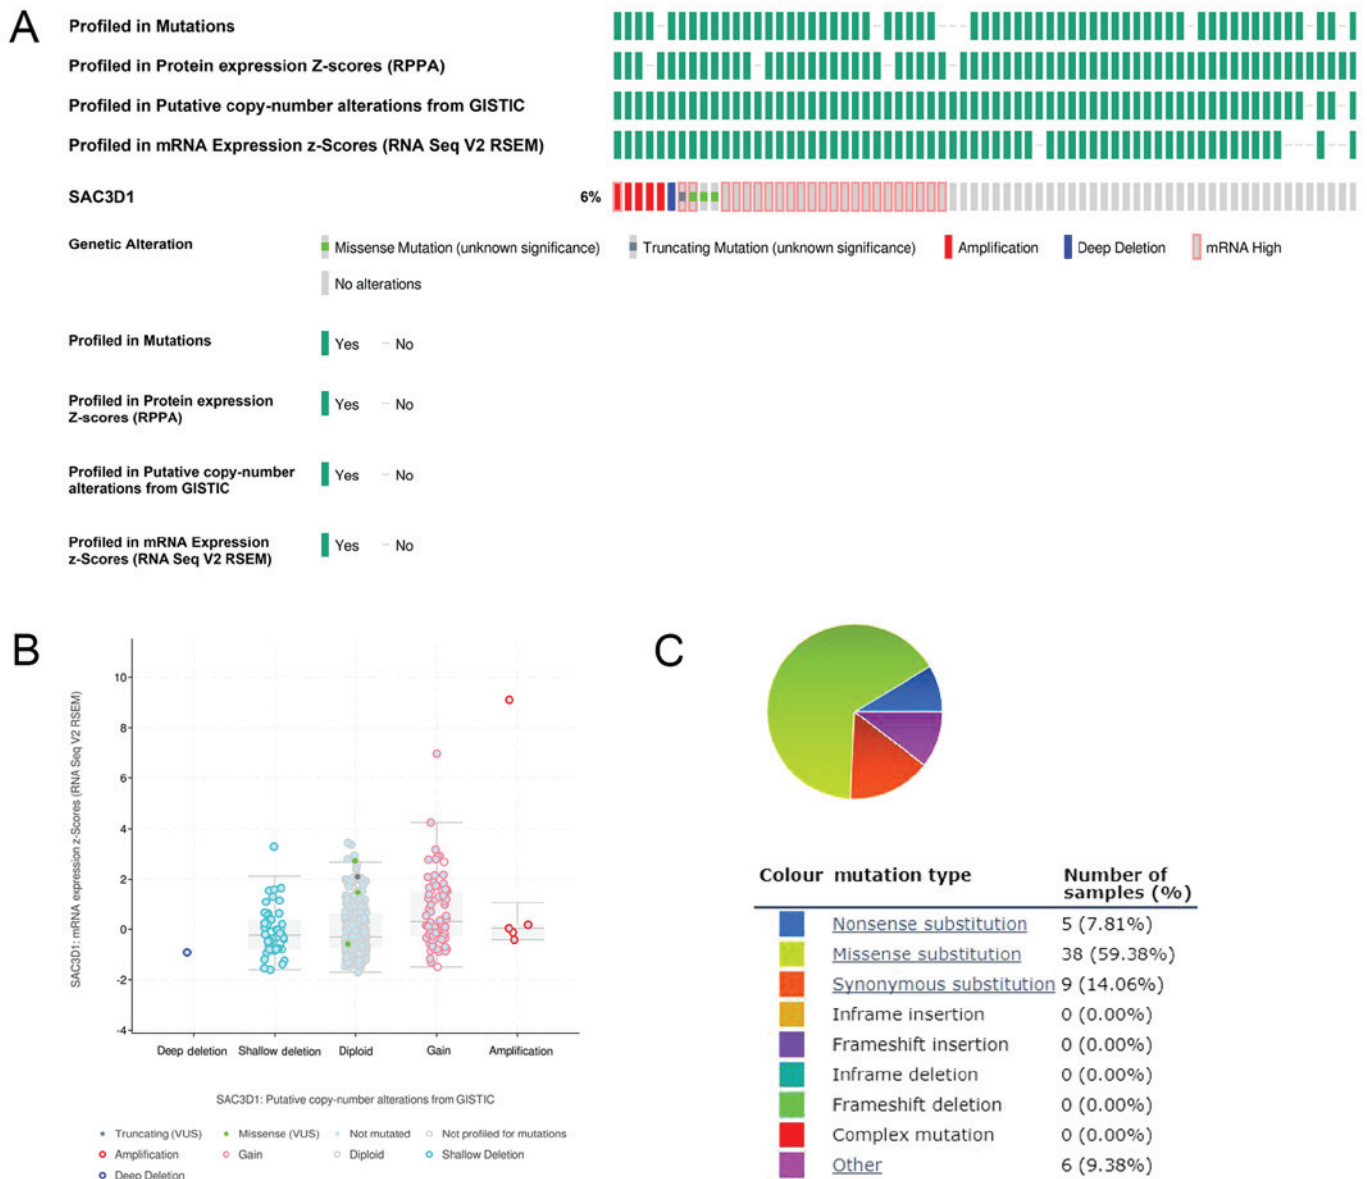 A
Profiled in Mutations
Profiled in Protein expression Z-scores (RPPA)
Profiled in Putative copy-number alterations from GISTIC
Profiled in mRNA Expression z-Scores (RNA Seq V2 RSEM)
SAC3D1 6%
Genetic Alteration Missense Mutation (unknown significance) Truncating Mutation (unknown significance) Amplification Deep Deletion mRNA High
No alterations
Profiled in Mutations Yes No
Profiled in Protein expression
Z-scores (RPPA) Yes No
Profiled in Putative copy-number
alterations from GISTIC Yes No
Profiled in mRNA Expression
z-Scores (RNA Seq V2 RSEM) Yes No
B
SAC3D1: mRNA expression z-Scores (RNA Seq V2 RSEM)
10
8
6
4
2
0
-2
-4
Deep deletion Shallow deletion Diploid Gain Amplification
SAC3D1: Putative copy-number alterations from GISTIC
Truncating (VUS) Missense (VUS) Not mutated Not profiled for mutations
Amplification Gain Diploid Shallow Deletion
Deep Deletion
C
Colour mutation type Number of
samples (%)
Nonsense substitution 5 (7.81%)
Missense substitution 38 (59.38%)
Synonymous substitution 9 (14.06%)
Inframe insertion 0 (0.00%)
Frameshift insertion 0 (0.00%)
Inframe deletion 0 (0.00%)
Frameshift deletion 0 (0.00%)
Complex mutation 0 (0.00%)
Other 6 (9.38%)